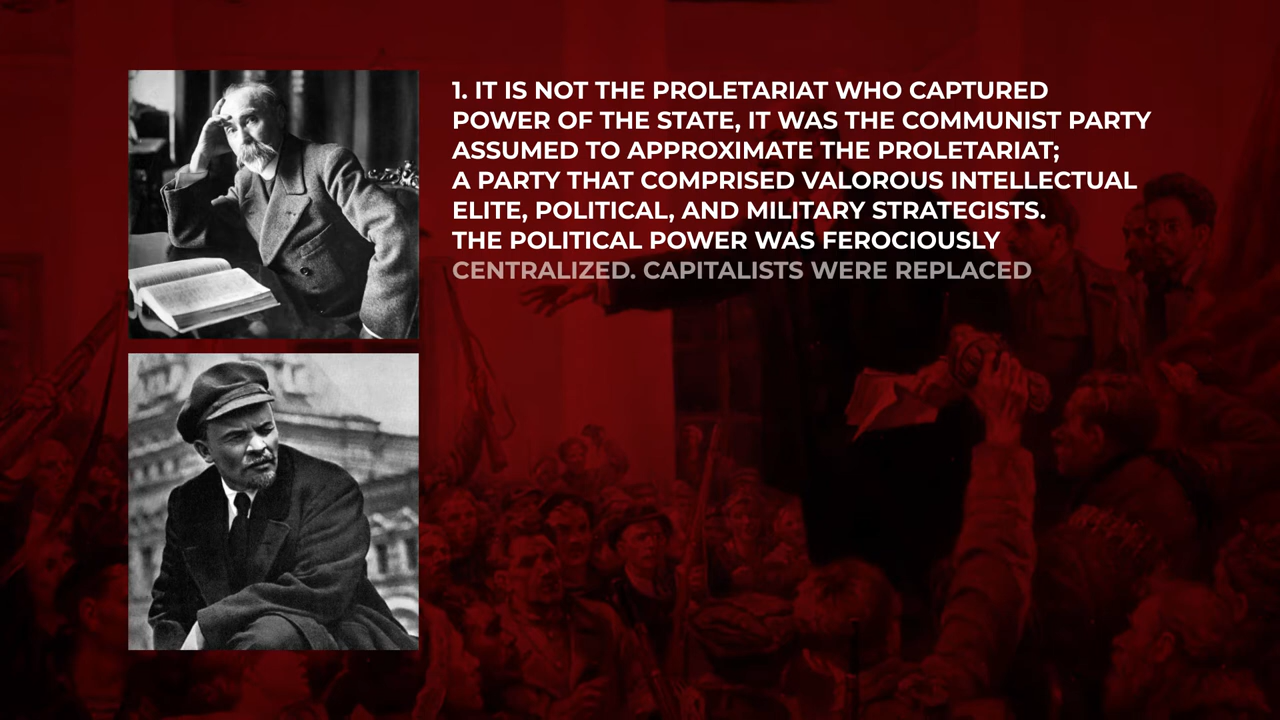 1. IT IS NOT THE PROLETARIAT WHO CAPTURED
POWER OF THE STATE, IT WAS THE COMMUNIST PARTY
ASSUMED TO APPROXIMATE THE PROLETARIAT;
A PARTY THAT COMPRISED VALOROUS INTELLECTUAL
ELITE, POLITICAL, AND MILITARY STRATEGISTS.
THE POLITICAL POWER WAS FEROCIOUSLY
CENTRALIZED. CAPITALISTS WERE REPLACED